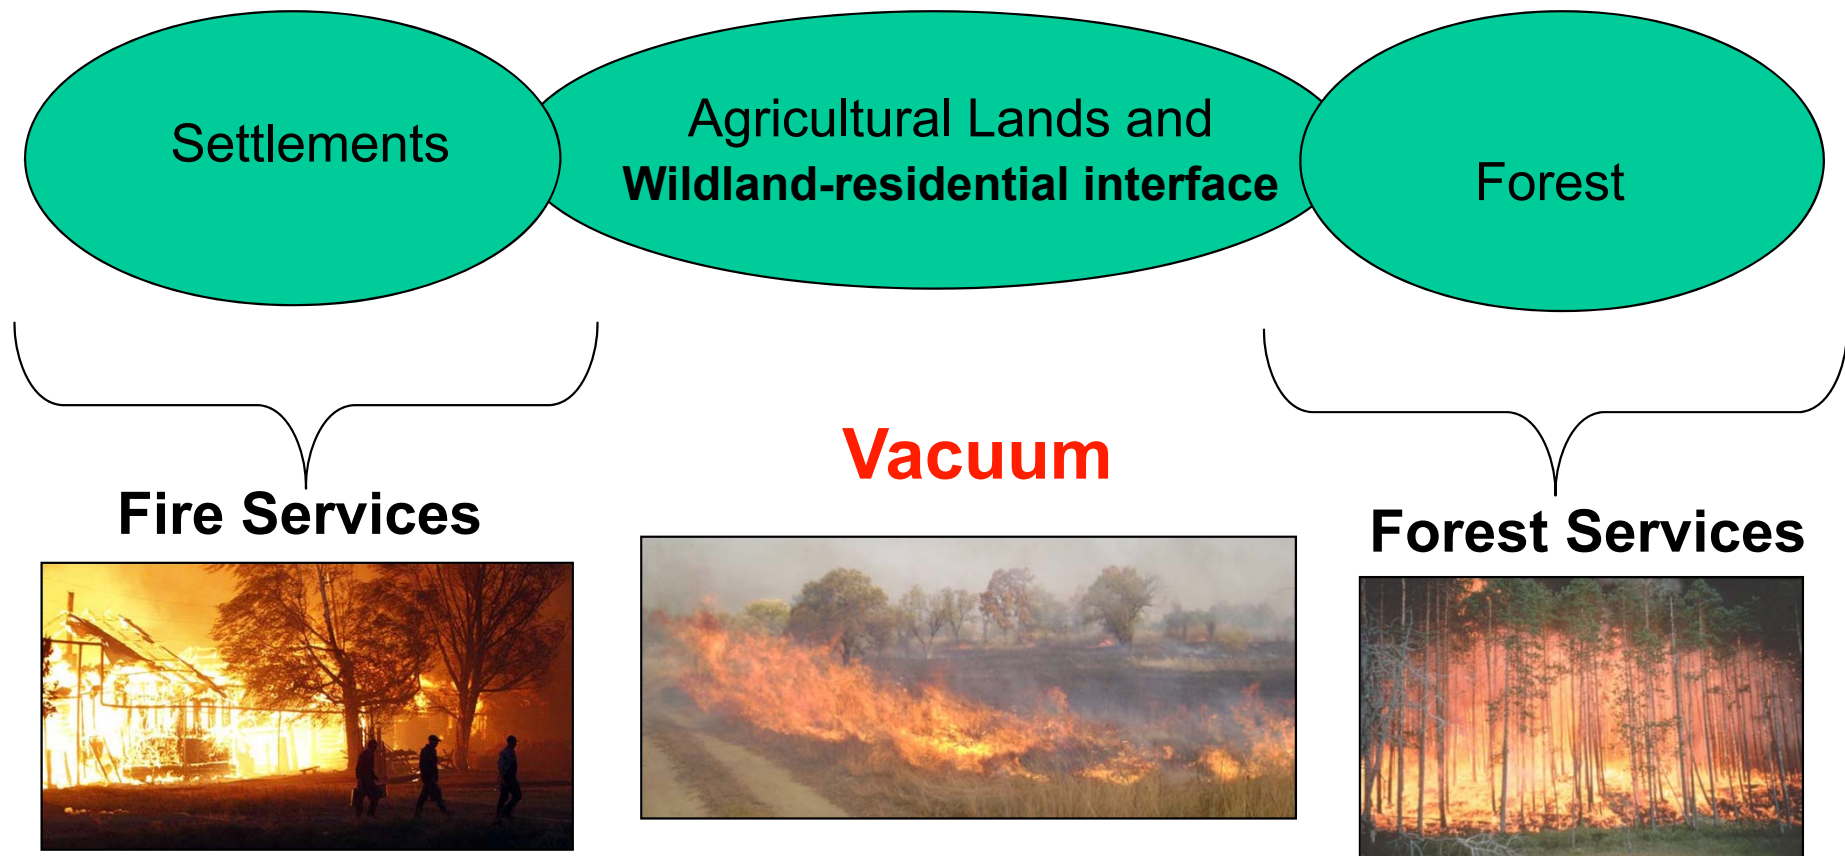 Settlements
Agricultural Lands and
Wildland-residential interface
Forest
Vacuum
Fire Services
Forest Services